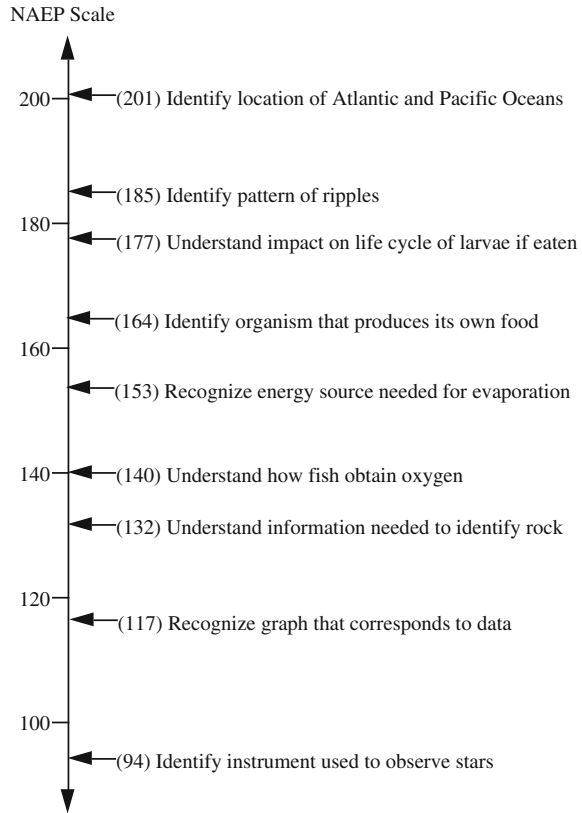 NAEP Scale
200
(201) Identify location of Atlantic and Pacific Oceans
(185) Identify pattern of ripples
180
(177) Understand impact on life cycle of larvae if eaten
(164) Identify organism that produces its own food
160
(153) Recognize energy source needed for evaporation
140
(140) Understand how fish obtain oxygen
(132) Understand information needed to identify rock
120
(117) Recognize graph that corresponds to data
100
(94) Identify instrument used to observe stars